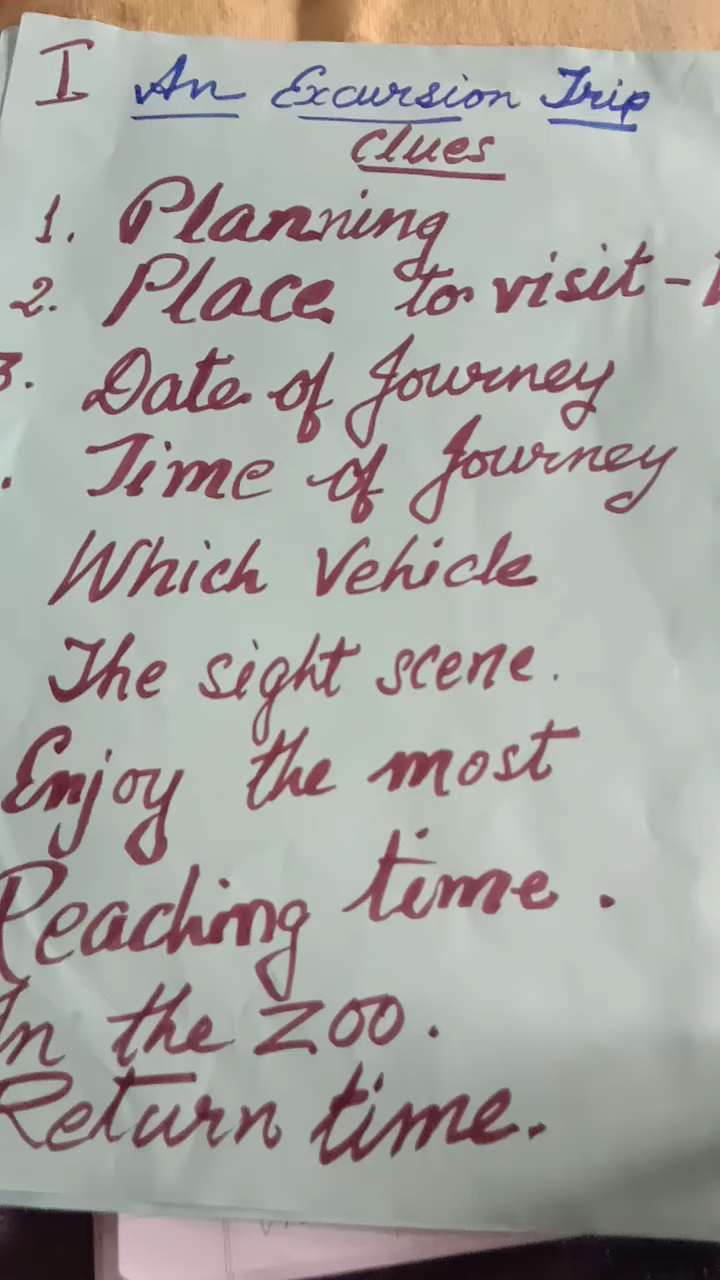 I An Excursion Trip
Clues
1. Planning
2. Place to visit -
3. Date of Journey
. Time of Journey
Which Vehicle
The sight scene.
Enjoy the most
Reaching time.
In the zoo.
Return time.